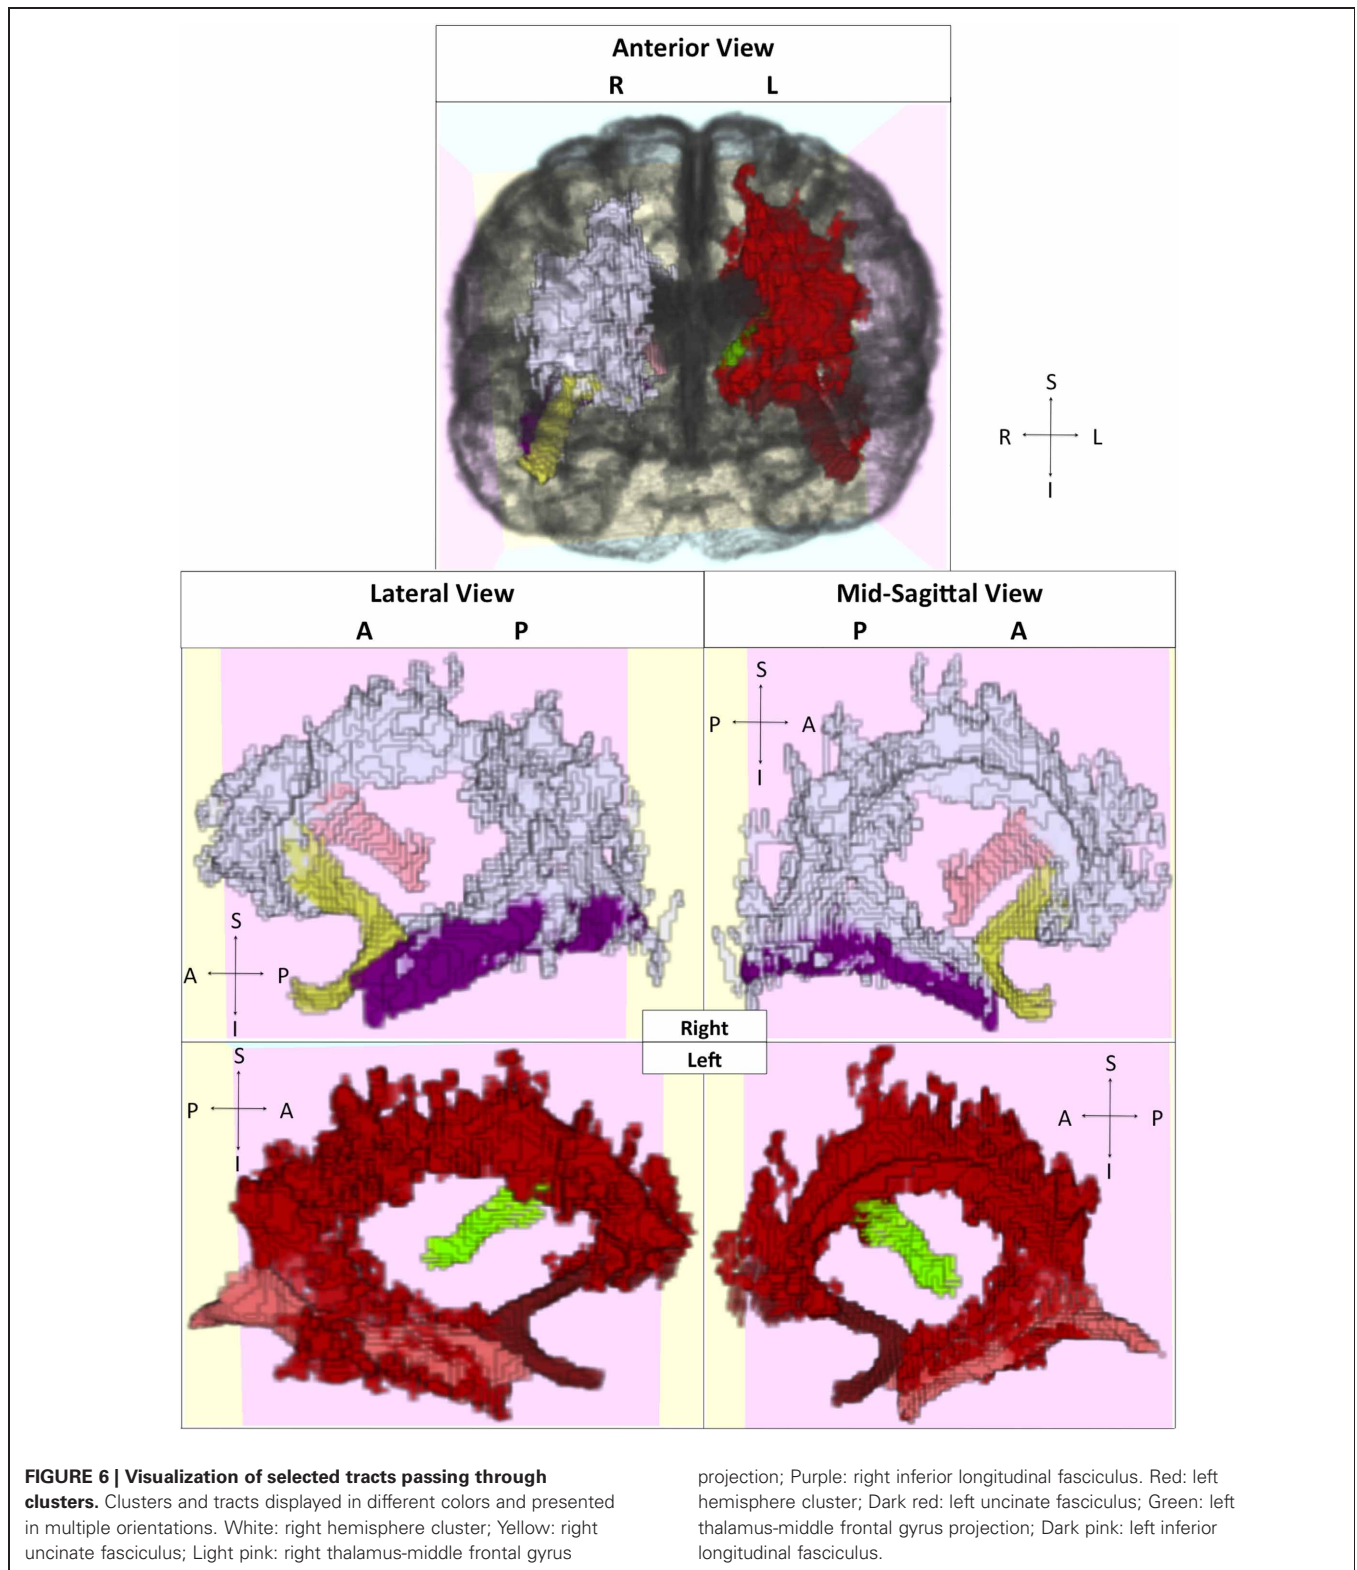 Anterior View
R L
S
R L
I
Lateral View
A P
Mid-Sagittal View
P A
S
P A
I
S
A P
I
Right
Left
S
P A
I
S
A P
I
FIGURE 6 | Visualization of selected tracts passing through
clusters. Clusters and tracts displayed in different colors and presented
in multiple orientations. White: right hemisphere cluster; Yellow: right
uncinate fasciculus; Light pink: right thalamus-middle frontal gyrus
projection; Purple: right inferior longitudinal fasciculus. Red: left
hemisphere cluster; Dark red: left uncinate fasciculus; Green: left
thalamus-middle frontal gyrus projection; Dark pink: left inferior
longitudinal fasciculus.